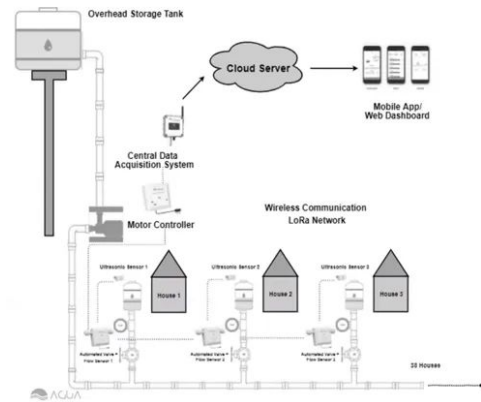 Overhead Storage Tank
Cloud Server
Mobile App/
Web Dashboard
Central Data
Acquisition System
Motor Controller
Wireless Communication
LoRa Network
Ultrasonic Sensor 1
Ultrasonic Sensor 2
Ultrasonic Sensor 3
House 1
House 2
House 3
Automated Valve +
Flow Sensor 1
Automated Valve +
Flow Sensor 2
Automated Valve +
Flow Sensor 3
38 Houses